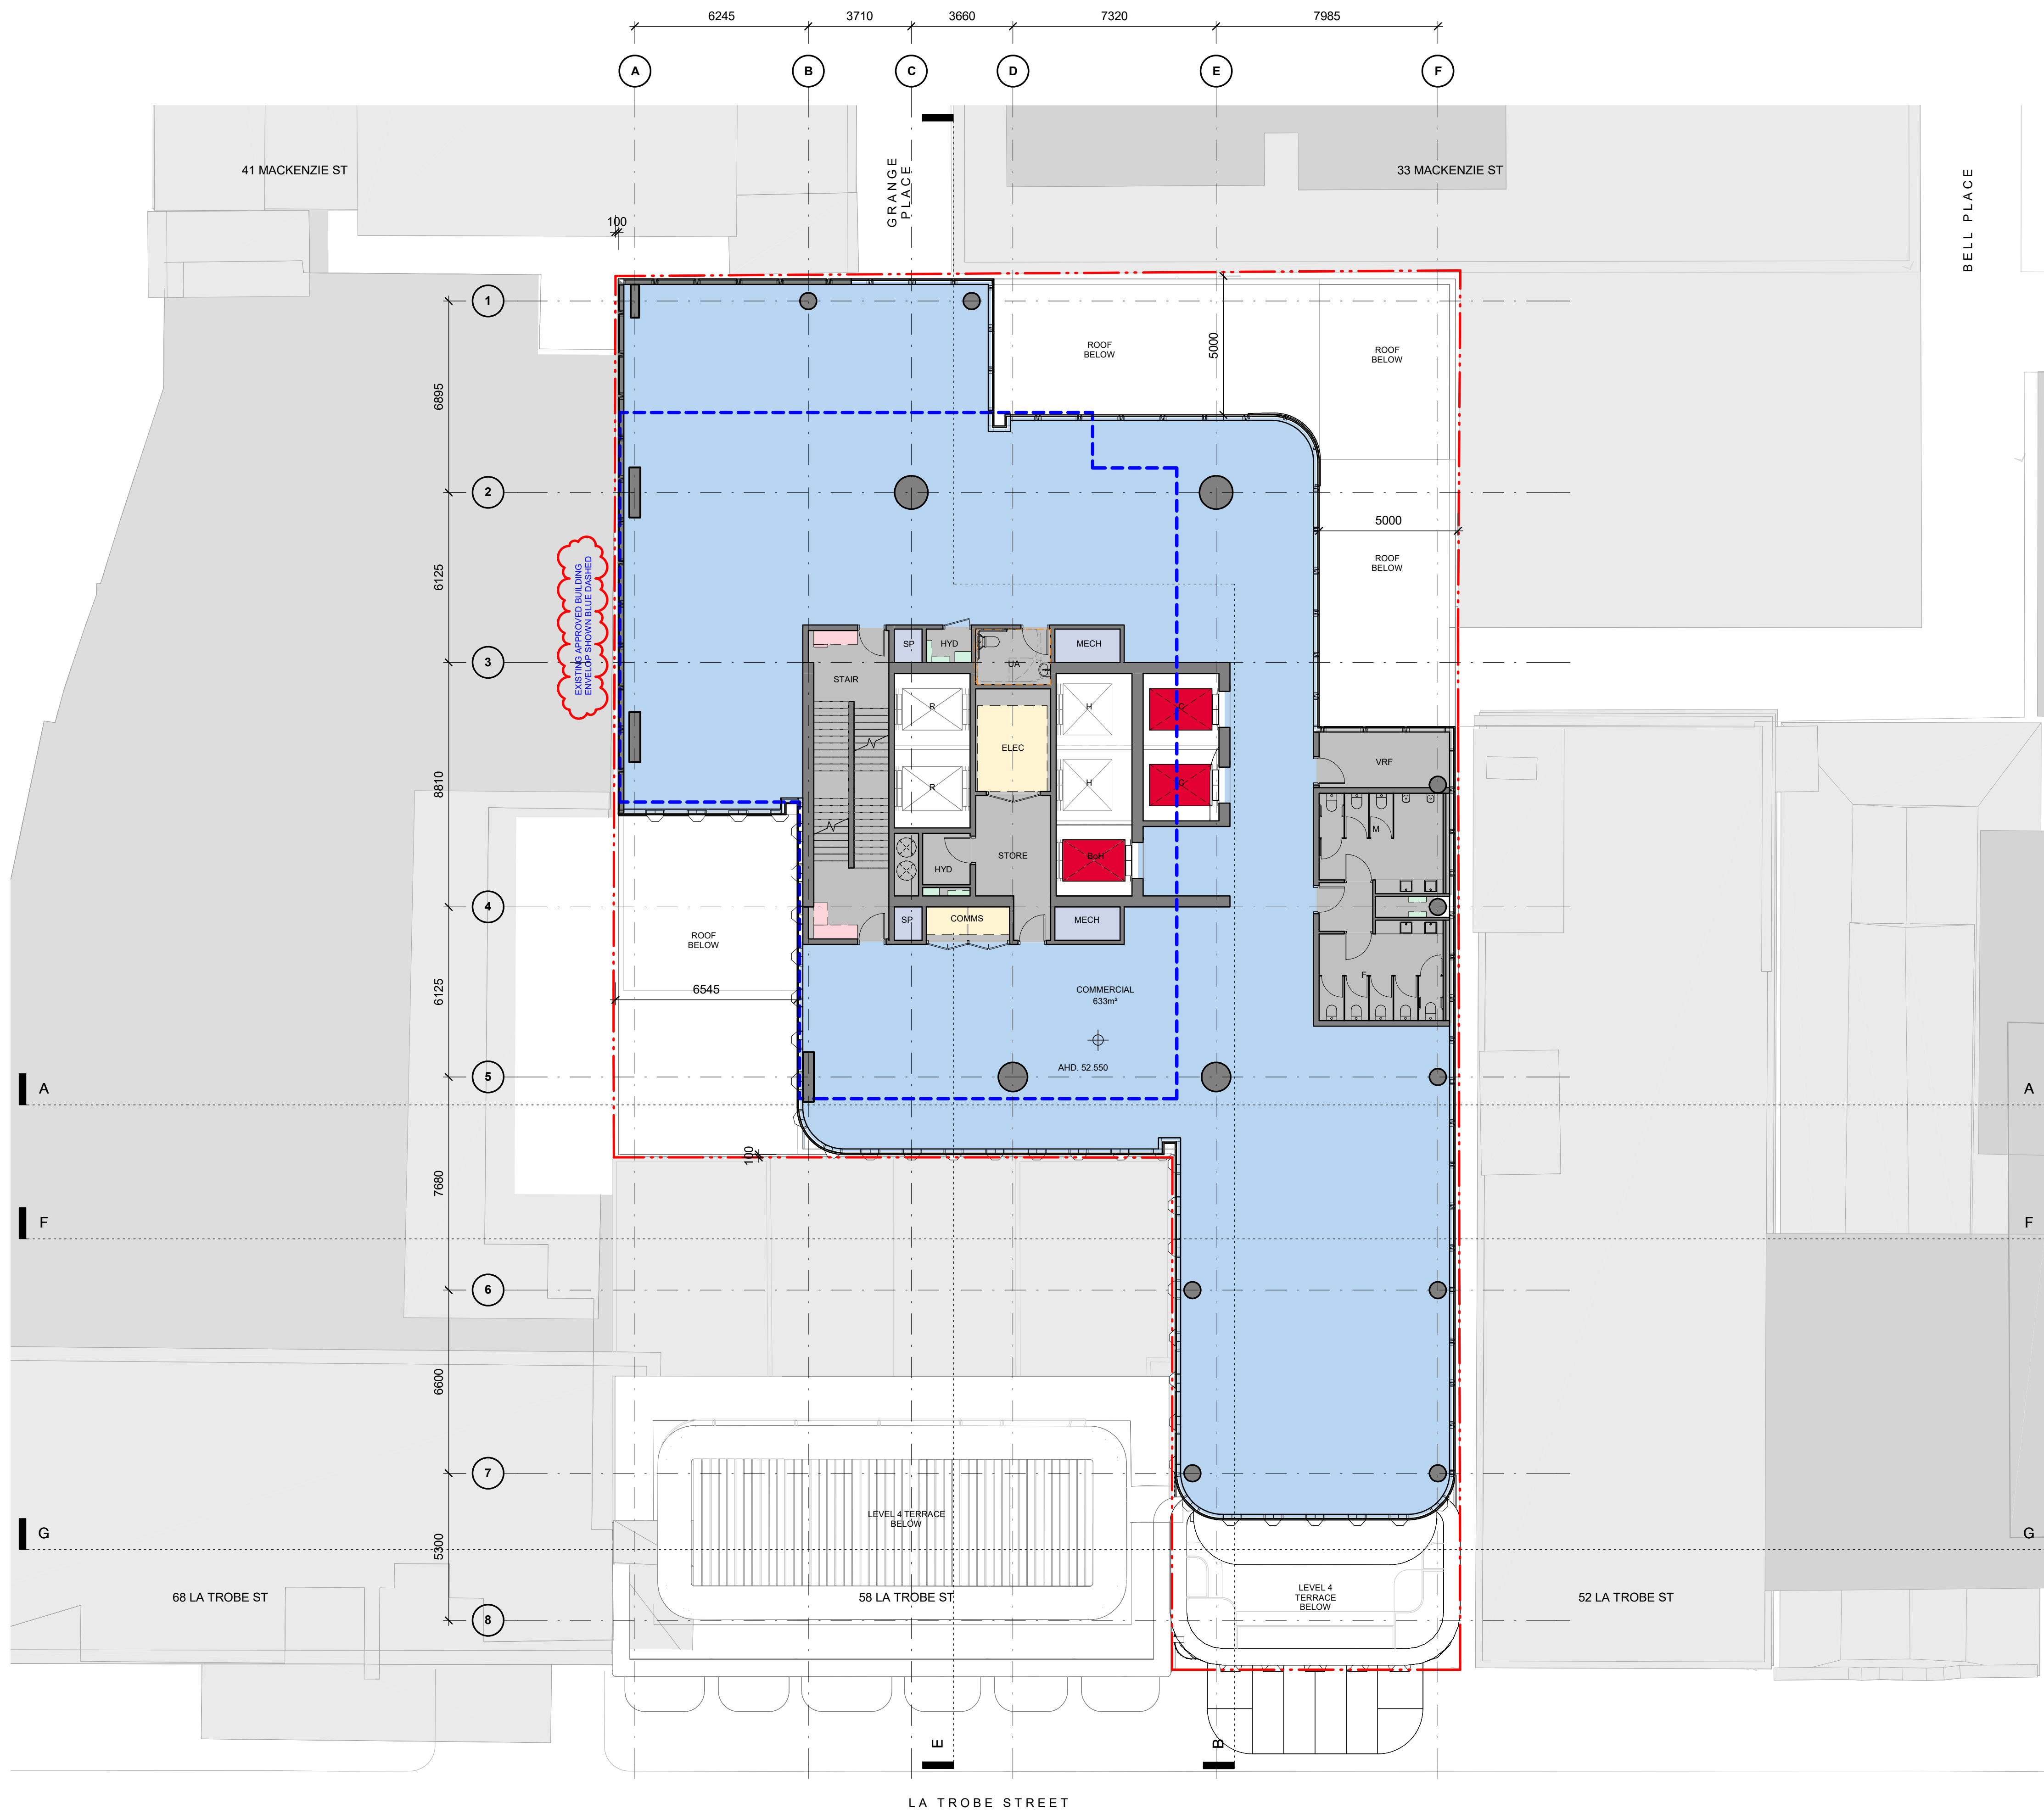 6245
3710
3660
7320
7985
A
B
C
D
E
F
41 MACKENZIE ST
GRANGE
PLACE
33 MACKENZIE ST
BELL PLACE
100
1
ROOF
BELOW
5000
ROOF
BELOW
6895
2
5000
EXISTING APPROVED BUILDING
ENVELOP SHOWN BLUE DASHED
ROOF
BELOW
6125
3
SP
HYD
UA
MECH
STAIR
R
H
C
ELEC
VRF
R
H
C
8810
M
HYD
STORE
BoH
4
SP
COMMS
MECH
ROOF
BELOW
F
6545
COMMERCIAL
633m²
6125
AHD. 52.550
5
A
A
100
7680
F
F
6
6600
7
LEVEL 4 TERRACE
BELOW
G
G
5300
68 LA TROBE ST
58 LA TROBE ST
LEVEL 4
TERRACE
BELOW
52 LA TROBE ST
8
E
B
LA TROBE STREET